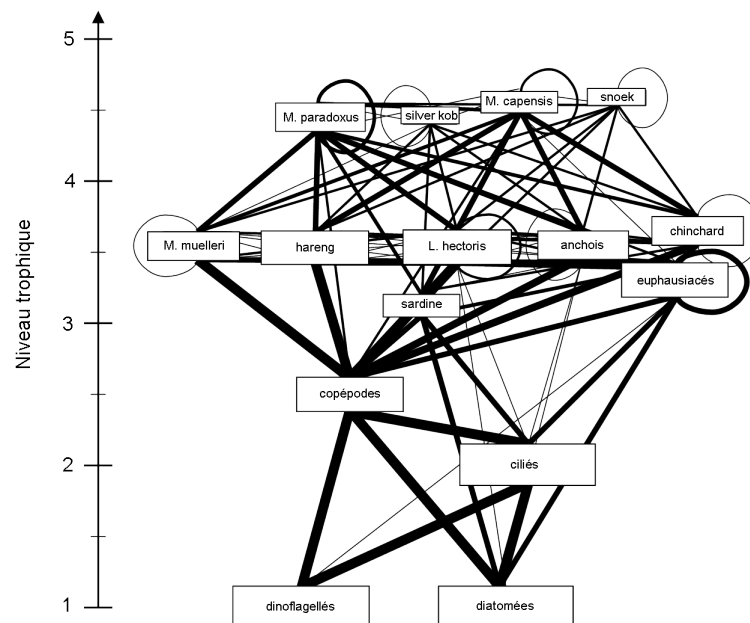 5
snoek
M. capensis
M. paradoxus
silver kob
4
chinchard
M. muelleri
hareng
L. hectoris
anchois
euphausiacés
Niveau trophique
sardine
3
copépodes
2
ciliés
1
dinoflagellés
diatomées